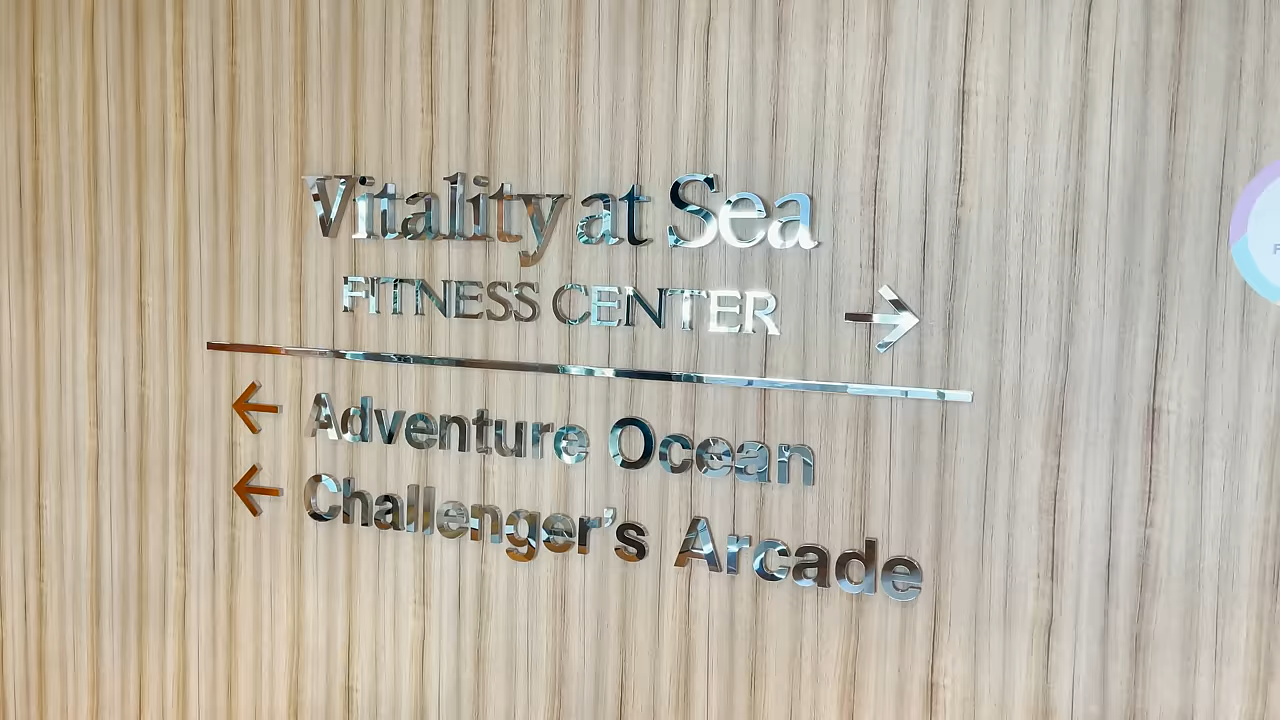 Vitality at Sea
FITNESS CENTER →
← Adventure Ocean
← Challenger's Arcade